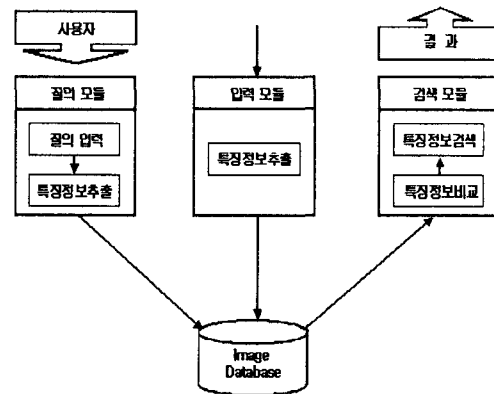 사용자
결 과
질의 모듈
입력 모듈
검색 모듈
질의 입력
특징정보추출
특징정보추출
특징정보검색
특징정보비교
Image
Database